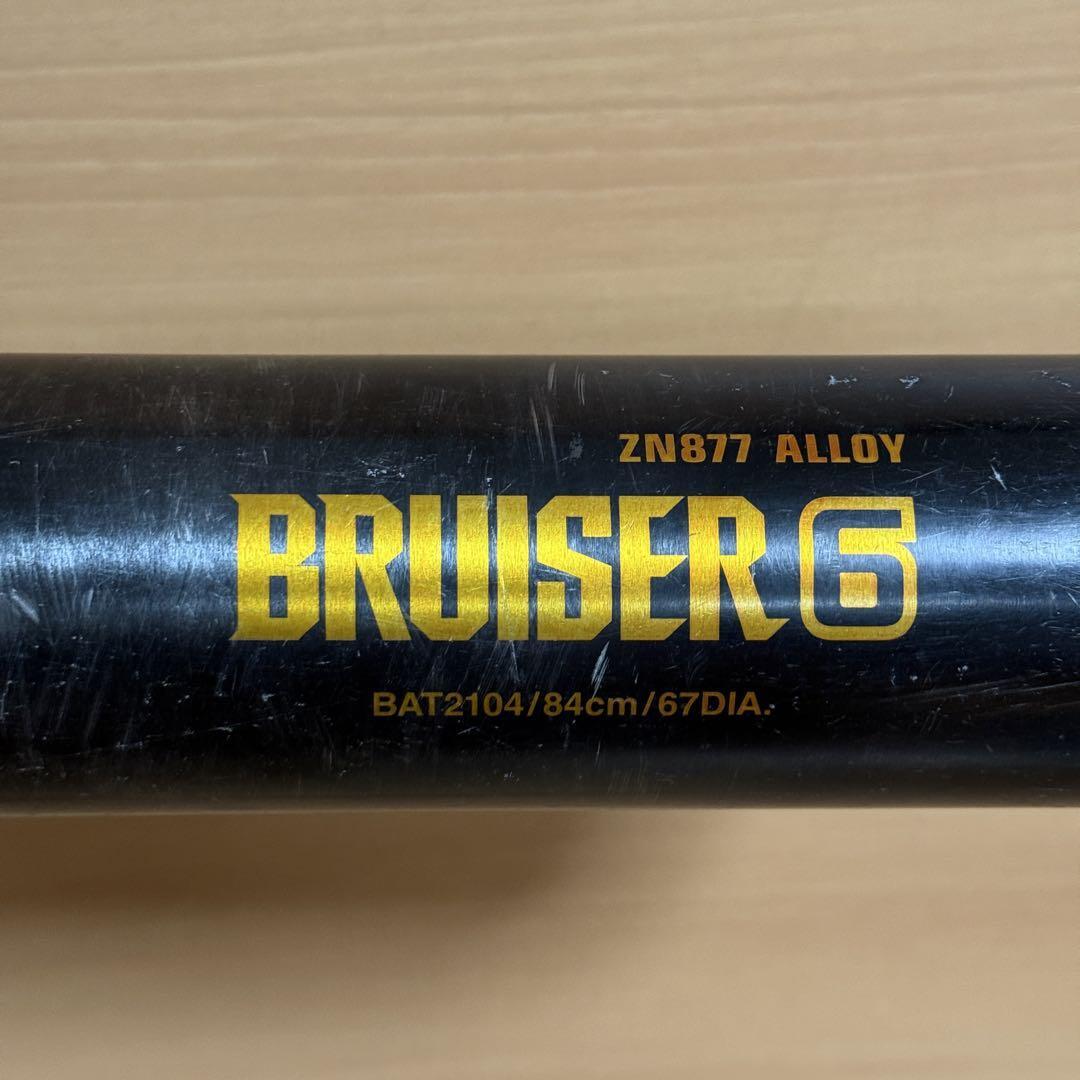 ZN877 ALLOY
BRUISER 6
BAT2104/84cm/67DIA.